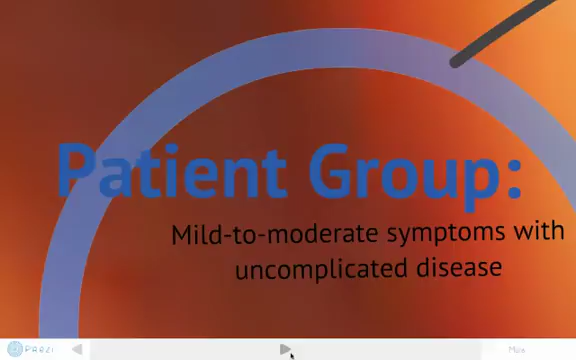 Patient Group:
Mild-to-moderate symptoms with
uncomplicated disease